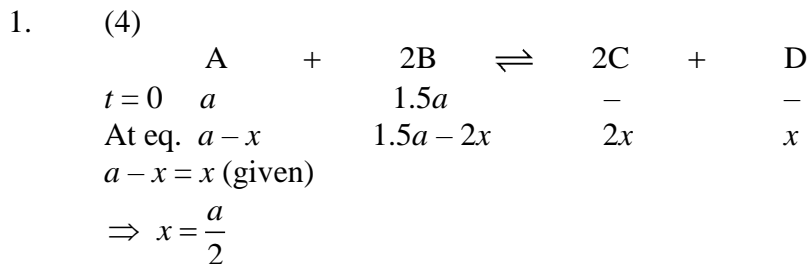 1. (4)
A + 2B ⇌ 2C + D
t = 0 a 1.5a – –
At eq. a – x 1.5a – 2x 2x x
a – x = x (given)
⇒ x = a/2